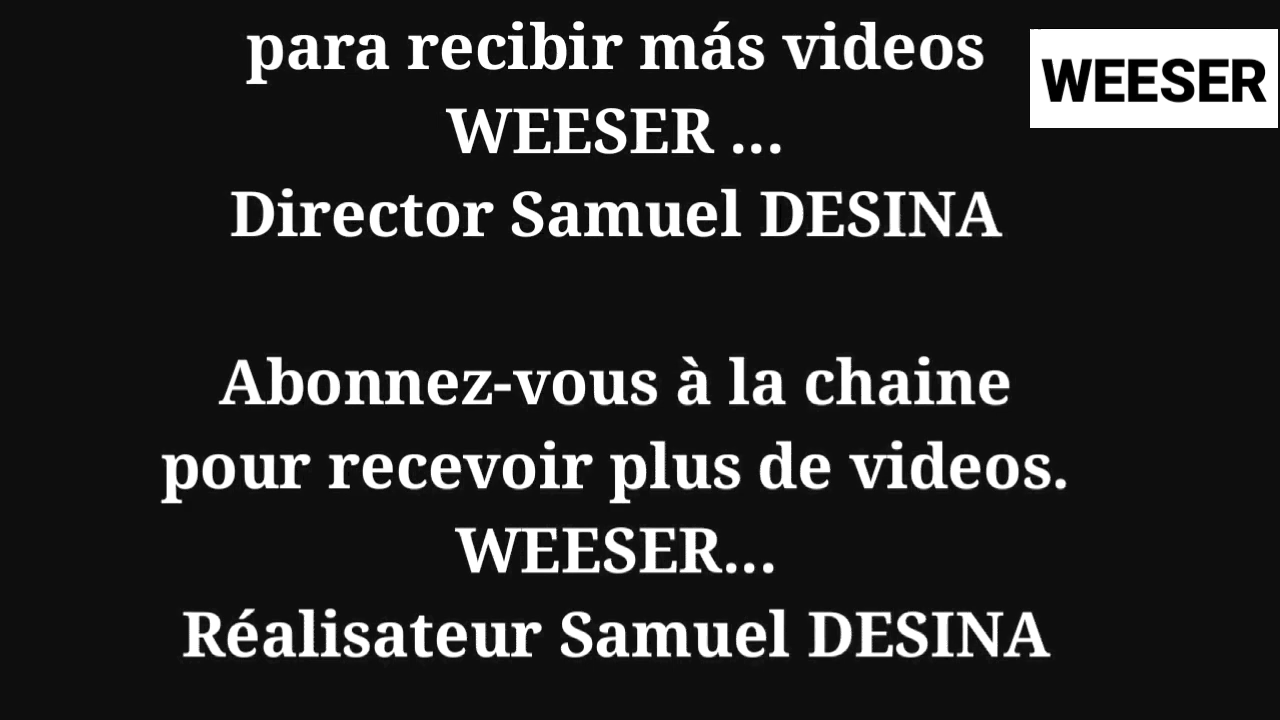 para recibir más videos
WEESER
WEESER ...
Director Samuel DESINA
Abonnez-vous à la chaine
pour recevoir plus de videos.
WEESER...
Réalisateur Samuel DESINA